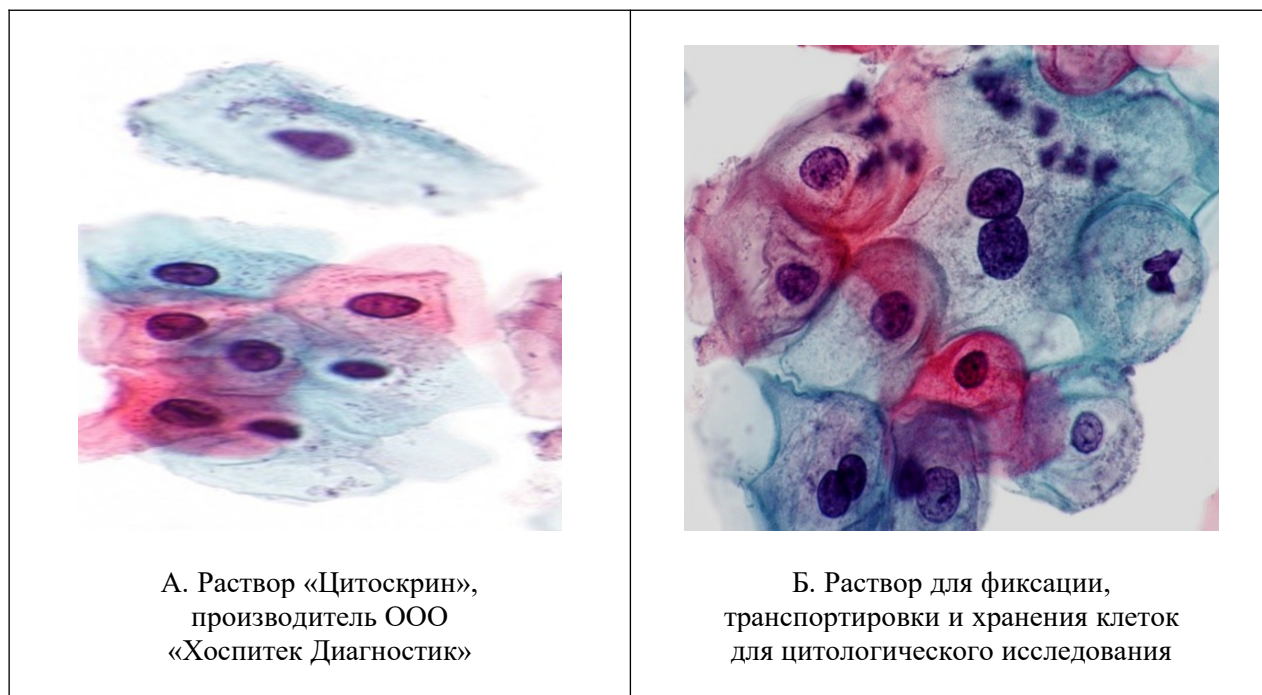 А. Раствор «Цитоскрин»,
производитель ООО
«Хоспитек Диагностик»
Б. Раствор для фиксации,
транспортировки и хранения клеток
для цитологического исследования